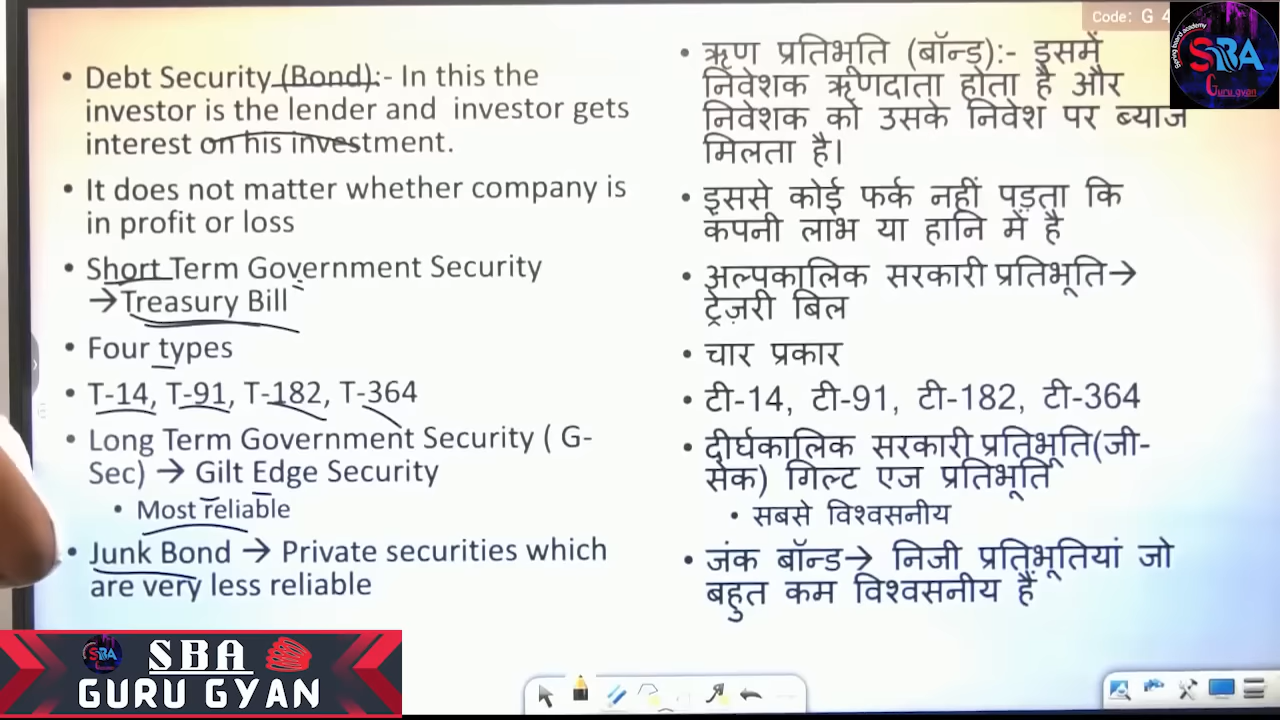 Code: G 4
SBA
Guru gyan
• Debt Security (Bond):- In this the
investor is the lender and investor gets
interest on his investment.
• It does not matter whether company is
in profit or loss
• Short Term Government Security
→Treasury Bill
• Four types
• T-14, T-91, T-182, T-364
• Long Term Government Security ( G-
Sec) → Gilt Edge Security
• Most reliable
• Junk Bond → Private securities which
are very less reliable
• ऋण प्रतिभूति (बॉन्ड):- इसमें
निवेशक ऋणदाता होता है और
निवेशक को उसके निवेश पर ब्याज
मिलता है।
• इससे कोई फर्क नहीं पड़ता कि
कंपनी लाभ या हानि में है
• अल्पकालिक सरकारी प्रतिभूति→
ट्रेज़री बिल
• चार प्रकार
• टी-14, टी-91, टी-182, टी-364
• दीर्घकालिक सरकारी प्रतिभूति(जी-
सेक) गिल्ट एज प्रतिभूति
• सबसे विश्वसनीय
• जंक बॉन्ड→ निजी प्रतिभूतियां जो
बहुत कम विश्वसनीय हैं
SBA
SBA
GURU GYAN